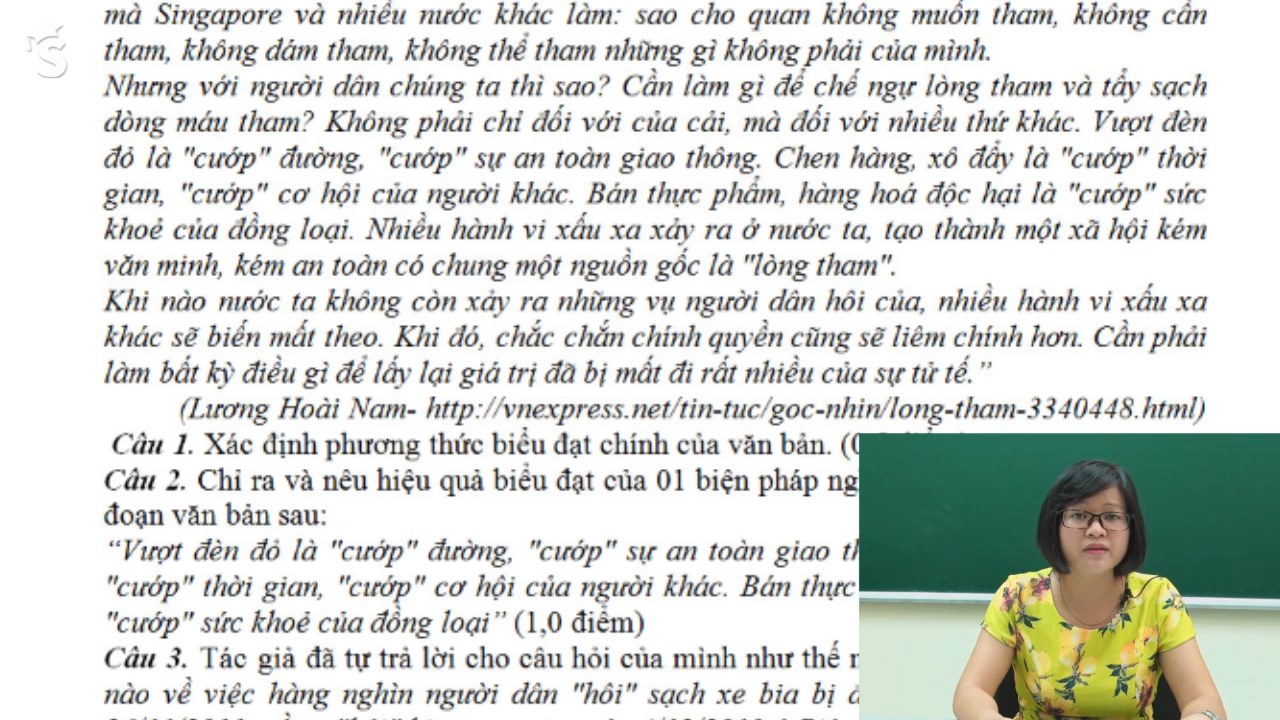 mà Singapore và nhiều nước khác làm: sao cho quan không muốn tham, không cần
tham, không dám tham, không thể tham những gì không phải của mình.
Nhưng với người dân chúng ta thì sao? Cần làm gì để chế ngự lòng tham và tẩy sạch
dòng máu tham? Không phải chỉ đối với của cải, mà đối với nhiều thứ khác. Vượt đèn
đỏ là "cướp" đường, "cướp" sự an toàn giao thông. Chen hàng, xô đẩy là "cướp" thời
gian, "cướp" cơ hội của người khác. Bán thực phẩm, hàng hoá độc hại là "cướp" sức
khoẻ của đồng loại. Nhiều hành vi xấu xa xảy ra ở nước ta, tạo thành một xã hội kém
văn minh, kém an toàn có chung một nguồn gốc là "lòng tham".
Khi nào nước ta không còn xảy ra những vụ người dân hôi của, nhiều hành vi xấu xa
khác sẽ biến mất theo. Khi đó, chắc chắn chính quyền cũng sẽ liêm chính hơn. Cần phải
làm bất kỳ điều gì để lấy lại giá trị đã bị mất đi rất nhiều của sự tử tế.”
(Lương Hoài Nam- http://vnexpress.net/tin-tuc/goc-nhin/long-tham-3340448.html)
Câu 1. Xác định phương thức biểu đạt chính của văn bản.
Câu 2. Chỉ ra và nêu hiệu quả biểu đạt của 01 biện pháp
đoạn văn bản sau:
“Vượt đèn đỏ là "cướp" đường, "cướp" sự an toàn giao
"cướp" thời gian, "cướp" cơ hội của người khác. Bán thực
"cướp" sức khoẻ của đồng loại” (1,0 điểm)
Câu 3. Tác giả đã tự trả lời cho câu hỏi của mình như thế
nào về việc hàng nghìn người dân "hôi" sạch xe bia bị